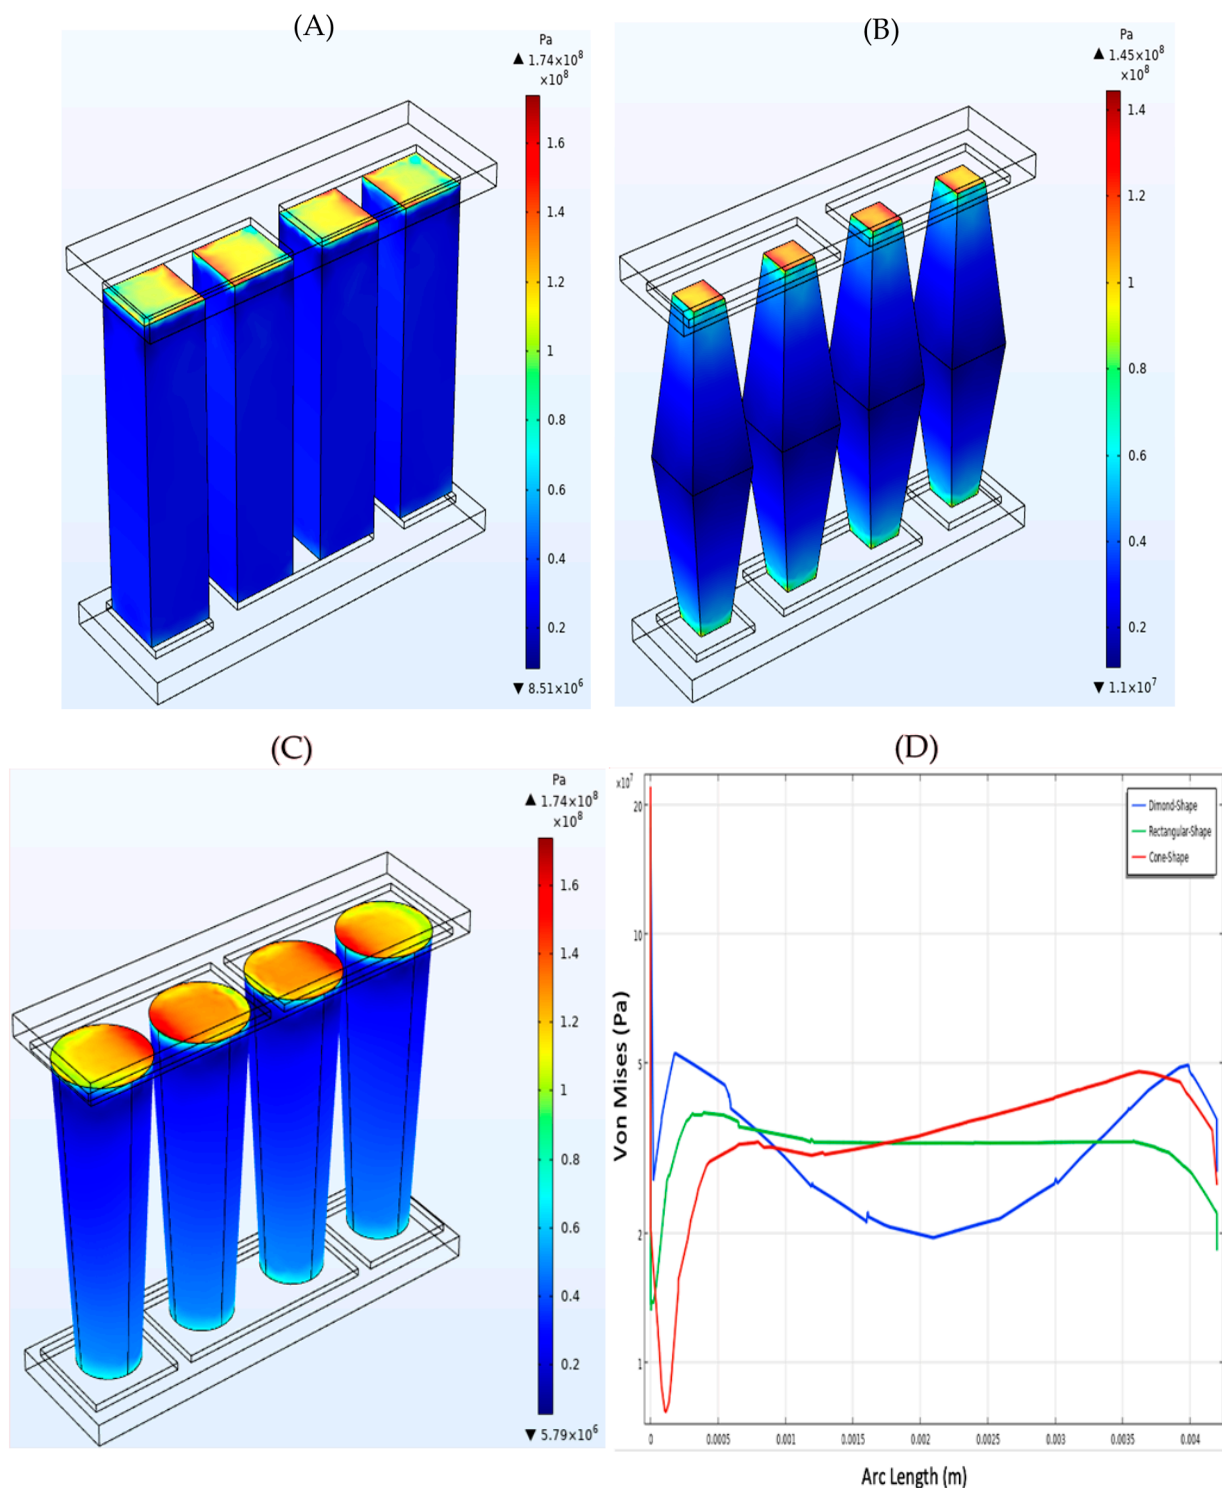 (A)
Pa
▲ 1.74×10⁸
×10⁸
1.6
1.4
1.2
1
0.8
0.6
0.4
0.2
▼ 8.51×10⁶
(B)
Pa
▲ 1.45×10⁸
×10⁸
1.4
1.2
1
0.8
0.6
0.4
0.2
▼ 1.1×10⁷
(C)
Pa
▲ 1.74×10⁸
×10⁸
1.6
1.4
1.2
1
0.8
0.6
0.4
0.2
▼ 5.79×10⁶
(D)
×10⁷
20
10
5
2
1
Von Mises (Pa)
Dimond-Shape
Rectangular-Shape
Cone-Shape
0 0.0005 0.001 0.0015 0.002 0.0025 0.003 0.0035 0.004
Arc Length (m)